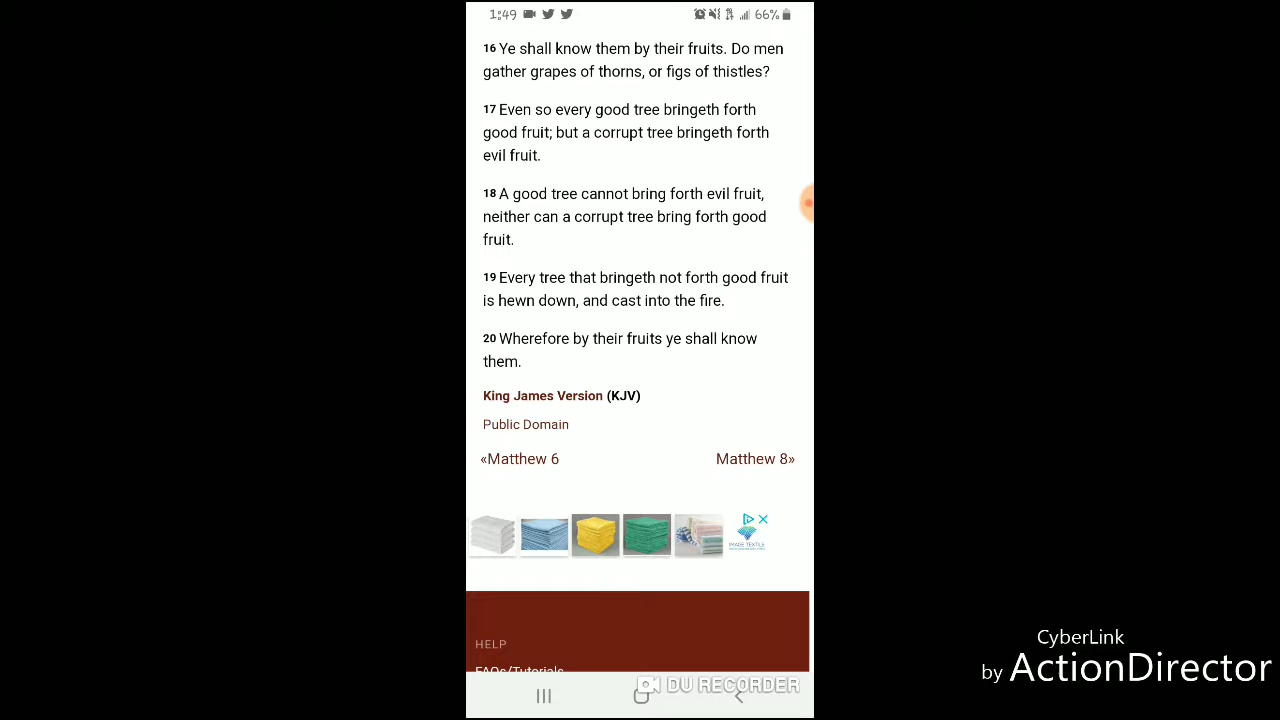 1:49 66%
16 Ye shall know them by their fruits. Do men
gather grapes of thorns, or figs of thistles?
17 Even so every good tree bringeth forth
good fruit; but a corrupt tree bringeth forth
evil fruit.
18 A good tree cannot bring forth evil fruit,
neither can a corrupt tree bring forth good
fruit.
19 Every tree that bringeth not forth good fruit
is hewn down, and cast into the fire.
20 Wherefore by their fruits ye shall know
them.
King James Version (KJV)
Public Domain
«Matthew 6 Matthew 8»
IMAGE TEXTILE
HELP
FAQs/Tutorials
DU RECORDER
CyberLink
by ActionDirector